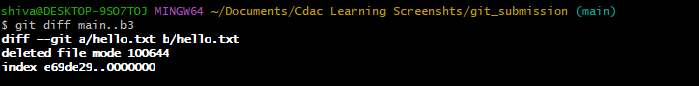 shiva@DESKTOP-9SO7TOJ MINGW64 ~/Documents/Cdac Learning Screenshts/git_submission (main)
$ git diff main..b3
diff --git a/hello.txt b/hello.txt
deleted file mode 100644
index e69de29..0000000